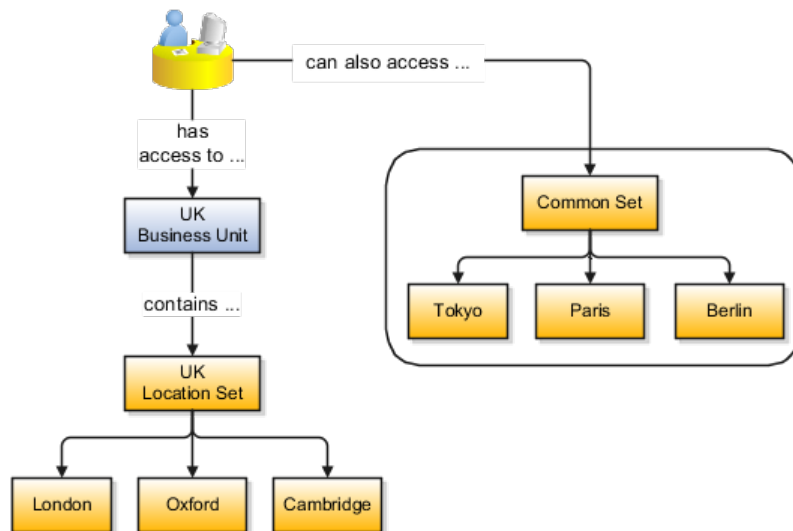 can also access ...
has
access to ...
UK
Business Unit
contains ...
UK
Location Set
London
Oxford
Cambridge
Common Set
Tokyo
Paris
Berlin